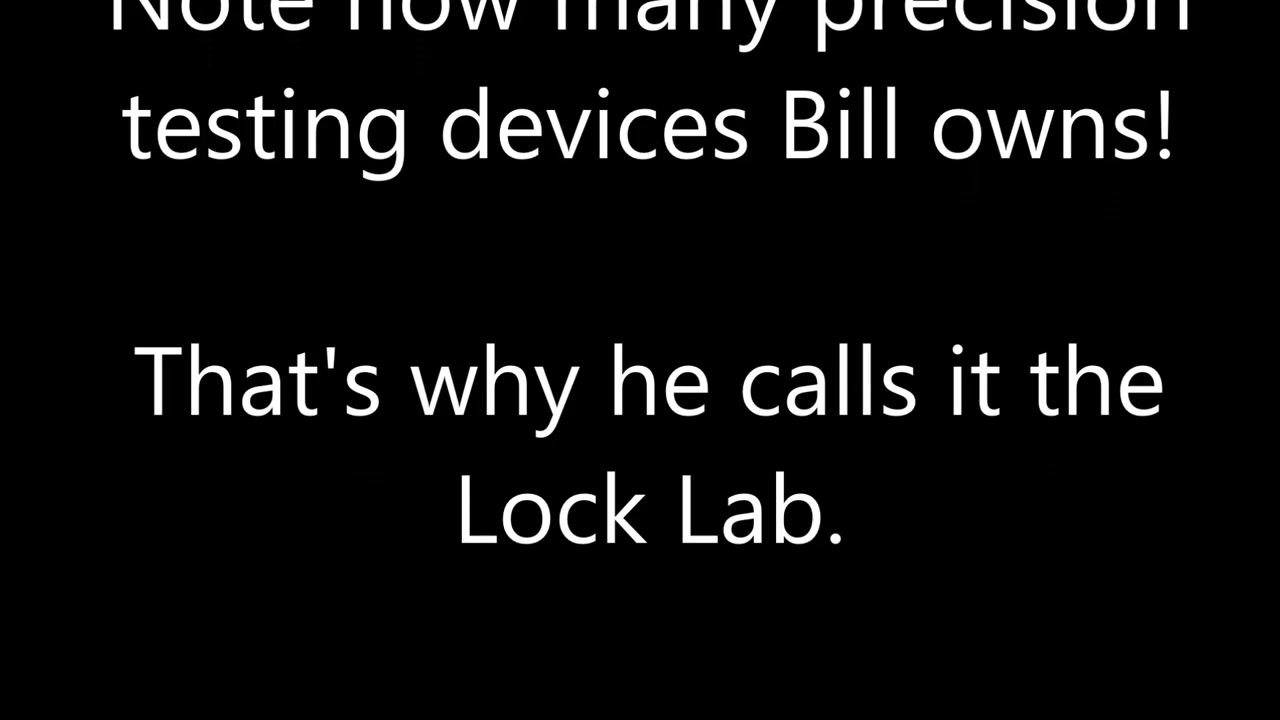 Note how many precision
testing devices Bill owns!
That's why he calls it the
Lock Lab.